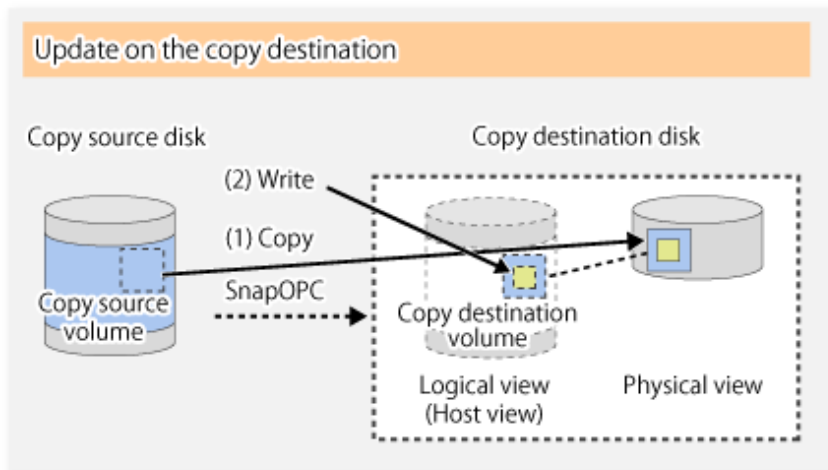 Update on the copy destination
Copy source disk
Copy destination disk
(2) Write
(1) Copy
Copy source
volume
SnapOPC
Copy destination
volume
Logical view
(Host view)
Physical view